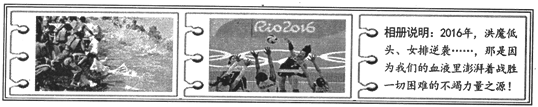 Rio2016
相册说明：2016年，洪魔低
头、女排逆袭……，那是因
为我们的血液里澎湃着战胜
一切困难的不竭力量之源！